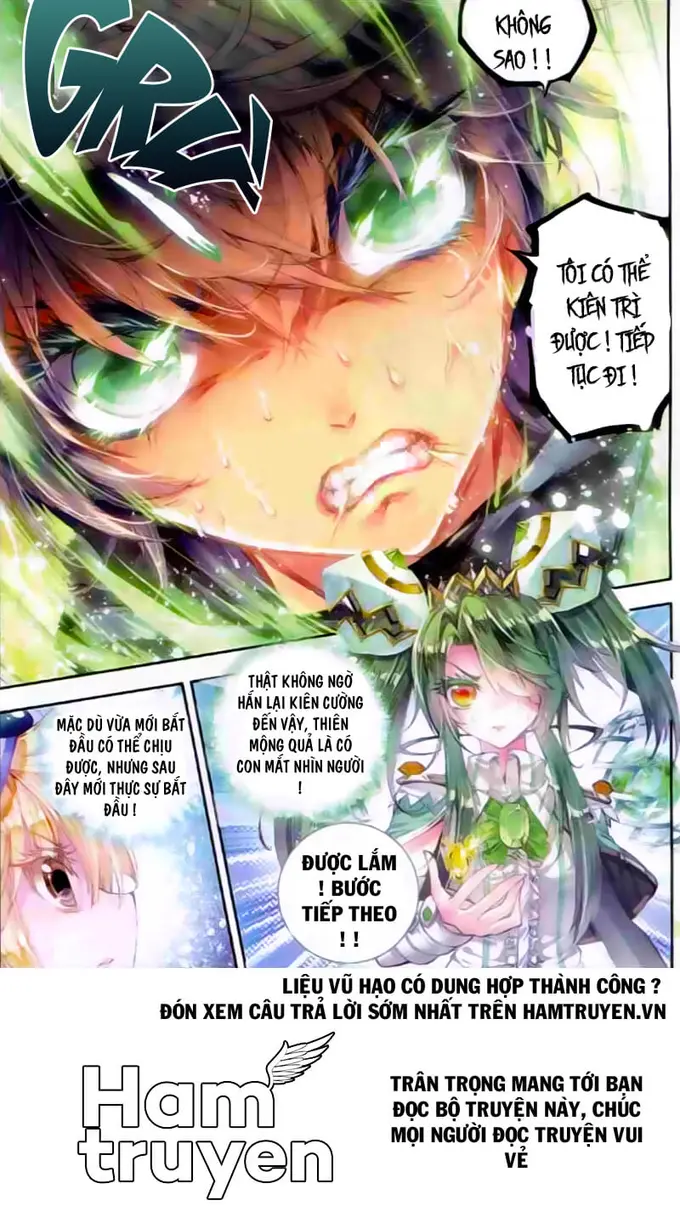 GRU!
KHÔNG
SAO!!
TÔI CÓ THỂ
KIÊN TRÌ
ĐƯỢC! TIẾP
TỤC ĐI!
THẬT KHÔNG NGỜ
HẮN LẠI KIÊN CƯỜNG
ĐẾN VẬY, THIÊN
MỘNG QUẢ LÀ CÓ
CON MẮT NHÌN NGƯỜI
!
ĐƯỢC LẮM
! BƯỚC
TIẾP THEO
!!
MẶC DÙ VỪA MỚI BẮT
ĐẦU CÓ THỂ CHỊU
ĐƯỢC, NHƯNG SAU
ĐÂY MỚI THỰC SỰ BẮT
ĐẦU!
LIỆU VŨ HẠO CÓ DUNG HỢP THÀNH CÔNG ?
ĐÓN XEM CÂU TRẢ LỜI SỚM NHẤT TRÊN HAMTRUYEN.VN
Ham
truyen
TRÂN TRỌNG MANG TỚI BẠN
ĐỌC BỘ TRUYỆN NÀY, CHÚC
MỌI NGƯỜI ĐỌC TRUYỆN VUI
VẺ